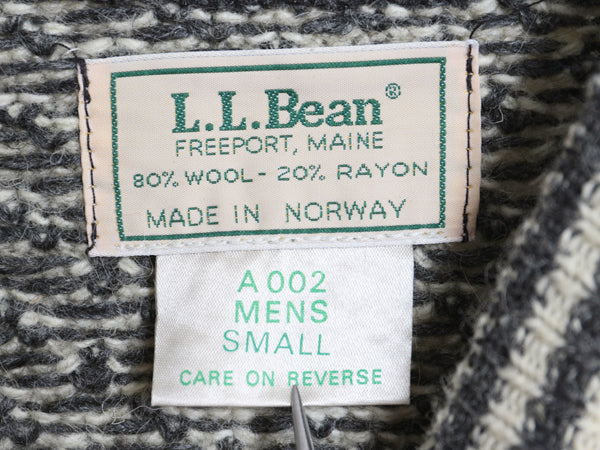 L.L.Bean®
FREEPORT, MAINE
80% WOOL - 20% RAYON
MADE IN NORWAY
A 002
MENS
SMALL
CARE ON REVERSE